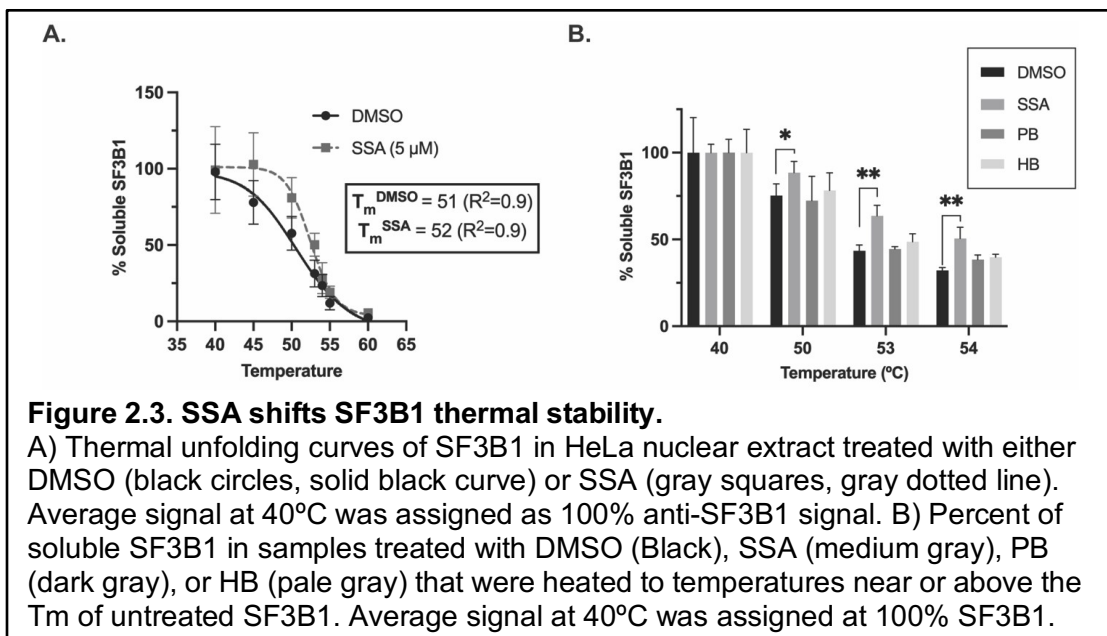 A.
B.
150
100
50
0
% Soluble SF3B1
35 40 45 50 55 60 65
Temperature
DMSO
SSA (5 µM)
TmDMSO = 51 (R2=0.9)
TmSSA = 52 (R2=0.9)
DMSO
SSA
PB
HB
100
50
0
% Soluble SF3B1
*
**
**
40 50 53 54
Temperature (ºC)
Figure 2.3. SSA shifts SF3B1 thermal stability.
A) Thermal unfolding curves of SF3B1 in HeLa nuclear extract treated with either
DMSO (black circles, solid black curve) or SSA (gray squares, gray dotted line).
Average signal at 40ºC was assigned as 100% anti-SF3B1 signal. B) Percent of
soluble SF3B1 in samples treated with DMSO (Black), SSA (medium gray), PB
(dark gray), or HB (pale gray) that were heated to temperatures near or above the
Tm of untreated SF3B1. Average signal at 40ºC was assigned at 100% SF3B1.